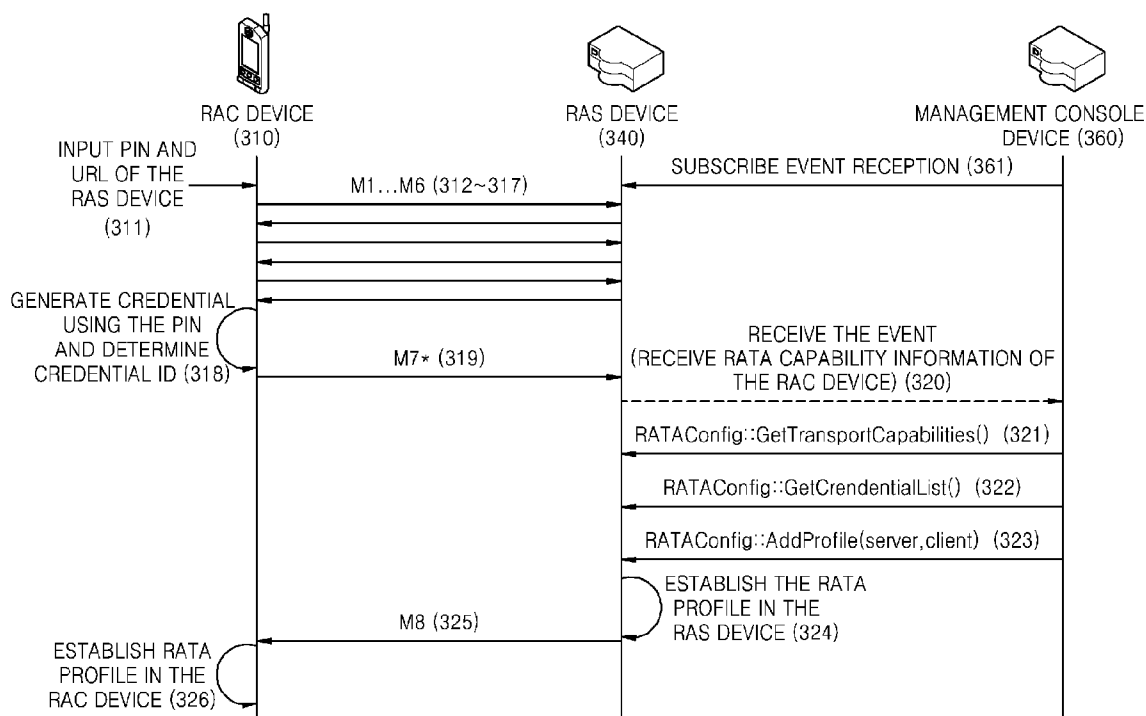 RAC DEVICE
(310)
RAS DEVICE
(340)
MANAGEMENT CONSOLE
DEVICE (360)
INPUT PIN AND
URL OF THE
RAS DEVICE
(311)
SUBSCRIBE EVENT RECEPTION (361)
M1...M6 (312~317)
GENERATE CREDENTIAL
USING THE PIN
AND DETERMINE
CREDENTIAL ID (318)
M7* (319)
RECEIVE THE EVENT
(RECEIVE RATA CAPABILITY INFORMATION OF
THE RAC DEVICE) (320)
RATAConfig::GetTransportCapabilities() (321)
RATAConfig::GetCrendentialList() (322)
RATAConfig::AddProfile(server,client) (323)
ESTABLISH THE RATA
PROFILE IN THE
RAS DEVICE (324)
M8 (325)
ESTABLISH RATA
PROFILE IN THE
RAC DEVICE (326)